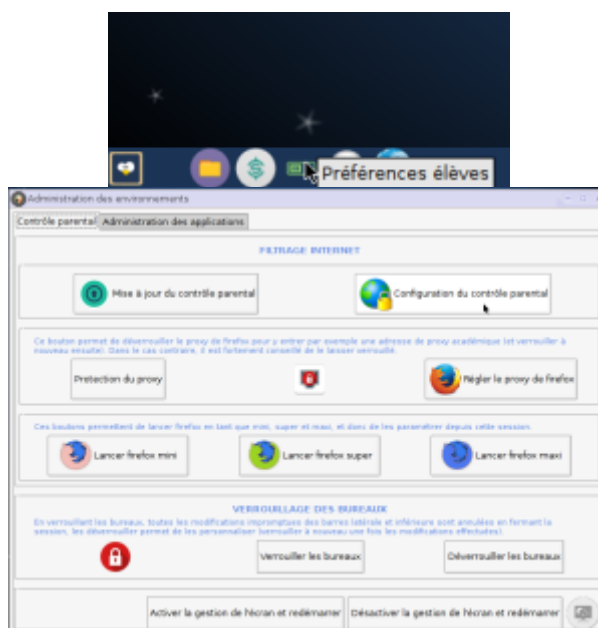 Préférences élèves
Administration des environnements
Contrôle parental Administration des applications
FILTRAGE INTERNET
Mise à jour du contrôle parental
Configuration du contrôle parental
Ce bouton permet de déverrouiller le proxy de firefox pour y entrer par exemple une adresse de proxy académique (et verrouiller à
nouveau ensuite). Dans le cas contraire, il est fortement conseillé de le laisser verrouillé.
Protection du proxy
Régler le proxy de firefox
Ces boutons permettent de lancer firefox en tant que mini, super et maxi, et donc de les paramétrer depuis cette session.
Lancer firefox mini
Lancer firefox super
Lancer firefox maxi
VERROUILLAGE DES BUREAUX
En verrouillant les bureaux, toutes les modifications impromptues des barres latérale et inférieure sont annulées en fermant la
session, les déverrouiller permet de les personnaliser (verrouiller à nouveau une fois les modifications effectuées).
Verrouiller les bureaux
Déverrouiller les bureaux
Activer la gestion de l'écran et redémarrer
Désactiver la gestion de l'écran et redémarrer